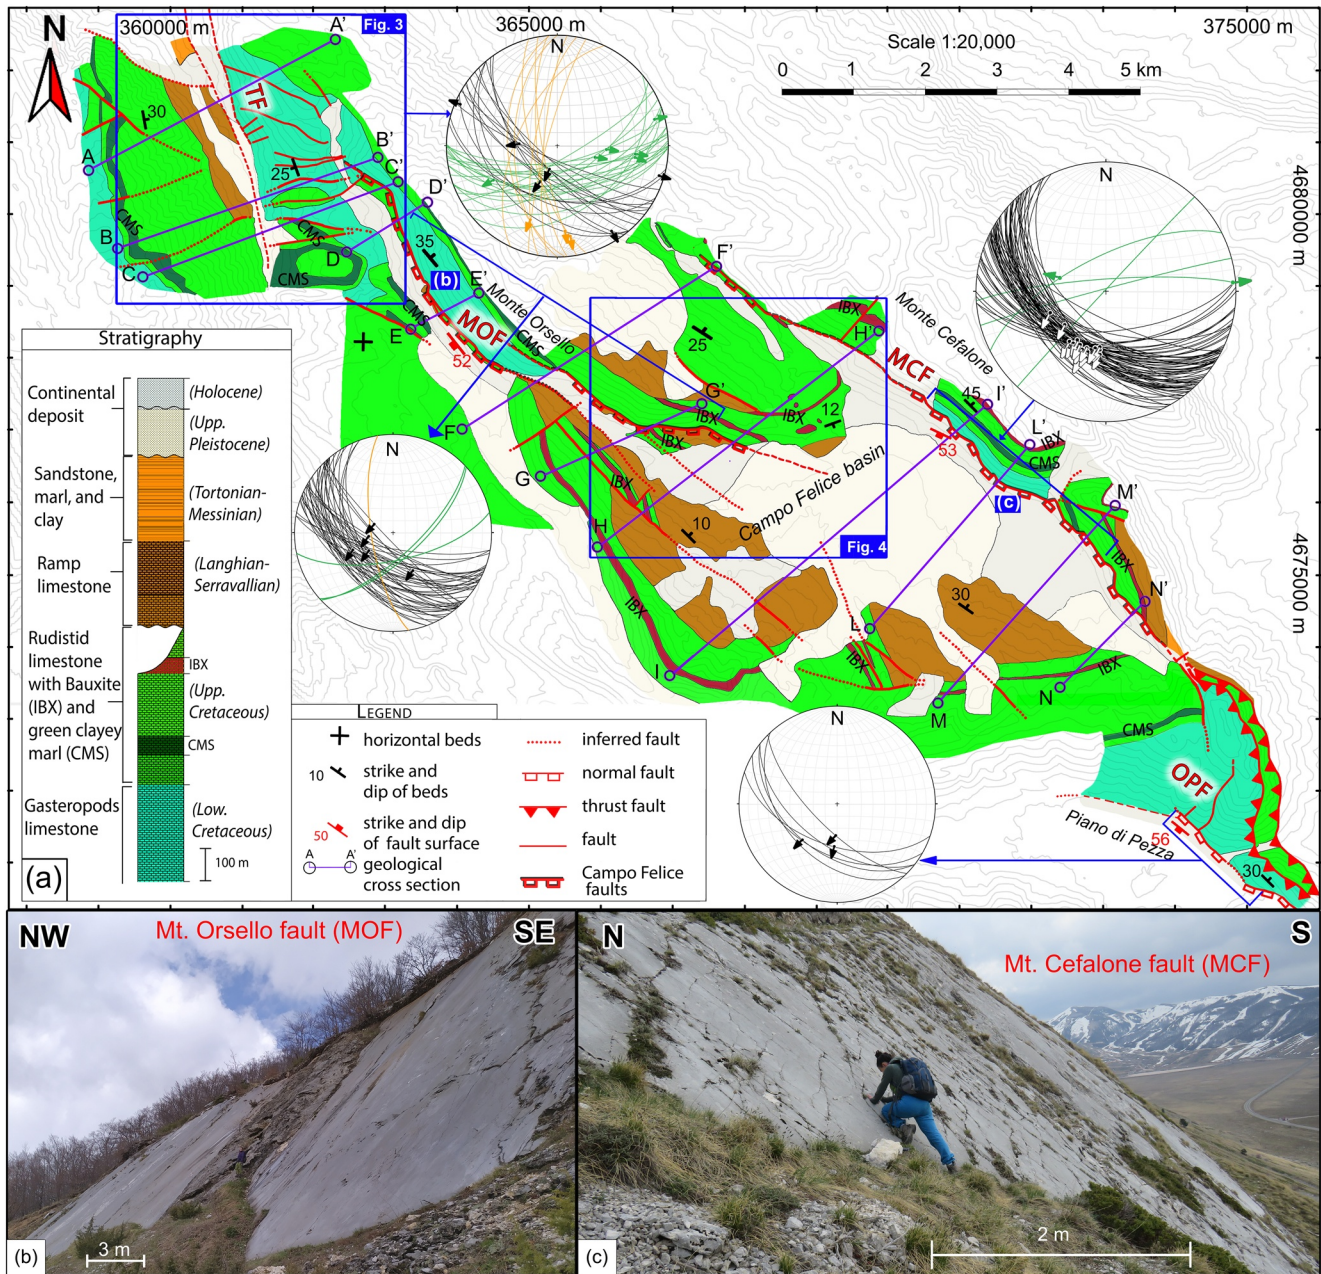 N
360000 m
365000 m
375000 m
A'
Fig. 3
N
Scale 1:20,000
0 1 2 3 4 5 km
TF
30
B'
A
C'
25
N
D'
4680000 m
CMS
CMS
35
F'
B
D
C
CMS
(b)
E'
Monte Orsello
IBX
Monte Cefalone
H'
CMS
E
MOF
CMS
25
MCF
52
45
I'
G'
IBX
IBX
12
L'
IBX
F
IBX
53
CMS
N
Campo Felice basin
G
IBX
(c)
M'
10
H
Fig. 4
IBX
4675000 m
N'
30
IBX
L
IBX
I
IBX
N
M
N
CMS
OPF
Piano di Pezza
56
30
Stratigraphy
Continental
deposit
(Holocene)
(Upp.
Pleistocene)
Sandstone,
marl, and
clay
(Tortonian-
Messinian)
Ramp
limestone
(Langhian-
Serravallian)
Rudistid
limestone
with Bauxite
(IBX) and
green clayey
marl (CMS)
IBX
(Upp.
Cretaceous)
CMS
Gasteropods
limestone
(Low.
Cretaceous)
100 m
(a)
LEGEND
horizontal beds
10
strike and
dip of beds
50
strike and dip
of fault surface
A A'
geological
cross section
inferred fault
normal fault
thrust fault
fault
Campo Felice
faults
NW
Mt. Orsello fault (MOF)
SE
(b)
3 m
N
S
Mt. Cefalone fault (MCF)
(c)
2 m